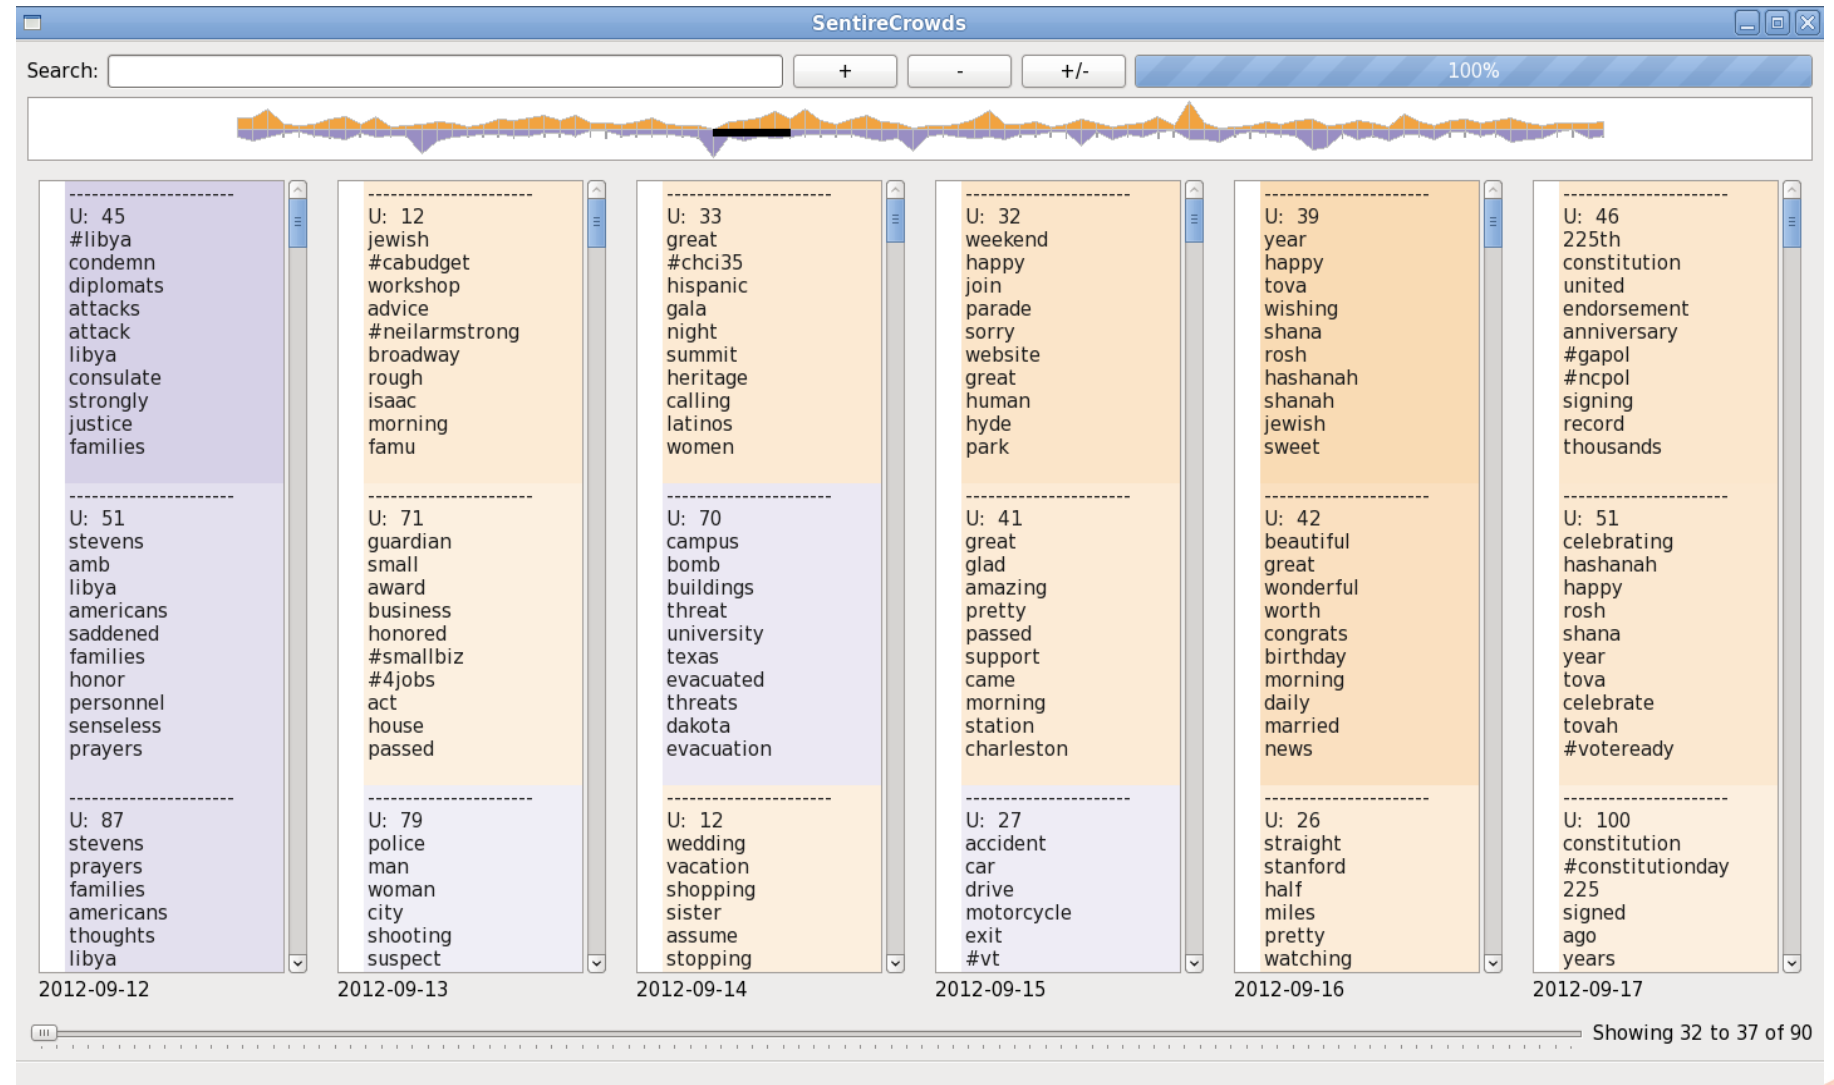 SentireCrowds
Search: + - +/- 100%
----------------------
U: 45
#libya
condemn
diplomats
attacks
attack
libya
consulate
strongly
justice
families
----------------------
U: 51
stevens
amb
libya
americans
saddened
families
honor
personnel
senseless
prayers
----------------------
U: 87
stevens
prayers
families
americans
thoughts
libya
2012-09-12
----------------------
U: 12
jewish
#cabudget
workshop
advice
#neilarmstrong
broadway
rough
isaac
morning
famu
----------------------
U: 71
guardian
small
award
business
honored
#smallbiz
#4jobs
act
house
passed
----------------------
U: 79
police
man
woman
city
shooting
suspect
2012-09-13
----------------------
U: 33
great
#chci35
hispanic
gala
night
summit
heritage
calling
latinos
women
----------------------
U: 70
campus
bomb
buildings
threat
university
texas
evacuated
threats
dakota
evacuation
----------------------
U: 12
wedding
vacation
shopping
sister
assume
stopping
2012-09-14
----------------------
U: 32
weekend
happy
join
parade
sorry
website
great
human
hyde
park
----------------------
U: 41
great
glad
amazing
pretty
passed
support
came
morning
station
charleston
----------------------
U: 27
accident
car
drive
motorcycle
exit
#vt
2012-09-15
----------------------
U: 39
year
happy
tova
wishing
shana
rosh
hashanah
shanah
jewish
sweet
----------------------
U: 42
beautiful
great
wonderful
worth
congrats
birthday
morning
daily
married
news
----------------------
U: 26
straight
stanford
half
miles
pretty
watching
2012-09-16
----------------------
U: 46
225th
constitution
united
endorsement
anniversary
#gapol
#ncpol
signing
record
thousands
----------------------
U: 51
celebrating
hashanah
happy
rosh
shana
year
tova
celebrate
tovah
#voteready
----------------------
U: 100
constitution
#constitutionday
225
signed
ago
years
2012-09-17
Showing 32 to 37 of 90